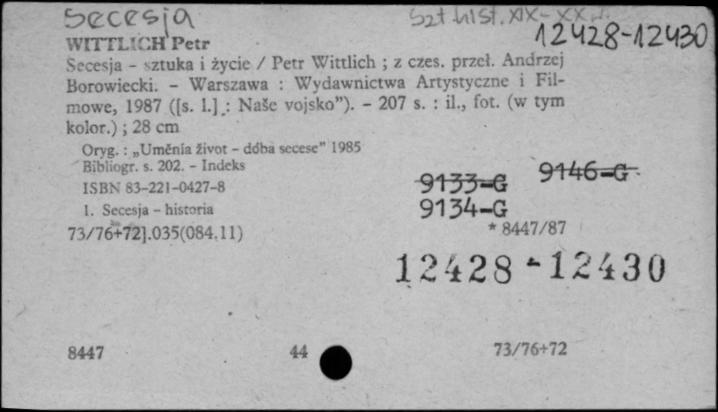 secesja
Szt. hist. XIX-XX w.
12428-12430
WITTLICH Petr
Secesja – sztuka i życie / Petr Wittlich ; z czes. przeł. Andrzej
Borowiecki. – Warszawa : Wydawnictwa Artystyczne i Fil-
mowe, 1987 ([s. l.] : Naše vojsko”). – 207 s. : il., fot. (w tym
kolor.) ; 28 cm
Oryg. : „Uměnia život – dóba secese” 1985
Bibliogr. s. 202. – Indeks
ISBN 83-221-0427-8
9133-G 9146-G
1. Secesja – historia
9134-G
73/76+72].035(084.11)
* 8447/87
12428-12430
8447 44 73/76+72